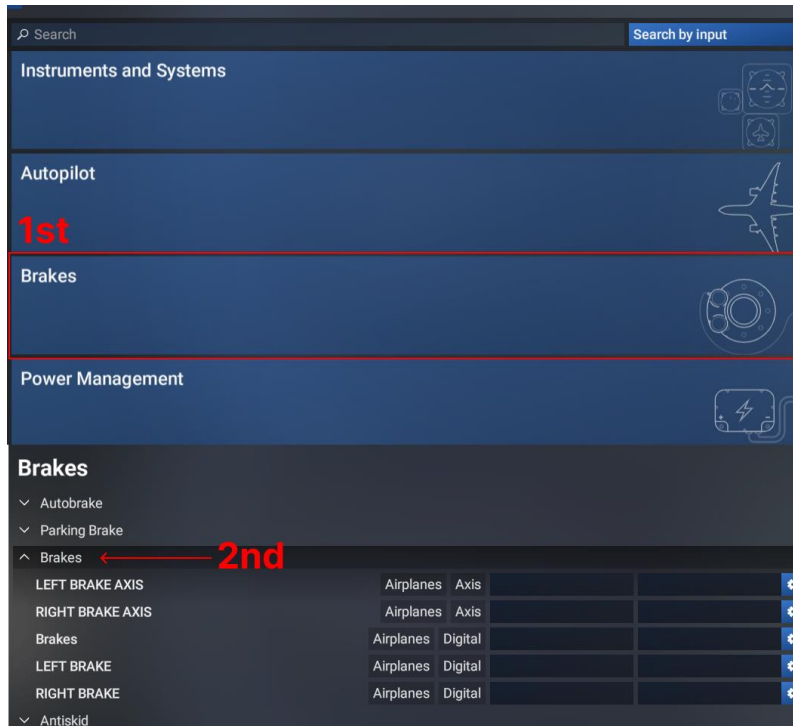 Search
Search by input
Instruments and Systems
Autopilot
1st
Brakes
Power Management
Brakes
Autobrake
Parking Brake
Brakes 2nd
LEFT BRAKE AXIS Airplanes Axis
RIGHT BRAKE AXIS Airplanes Axis
Brakes Airplanes Digital
LEFT BRAKE Airplanes Digital
RIGHT BRAKE Airplanes Digital
Antiskid